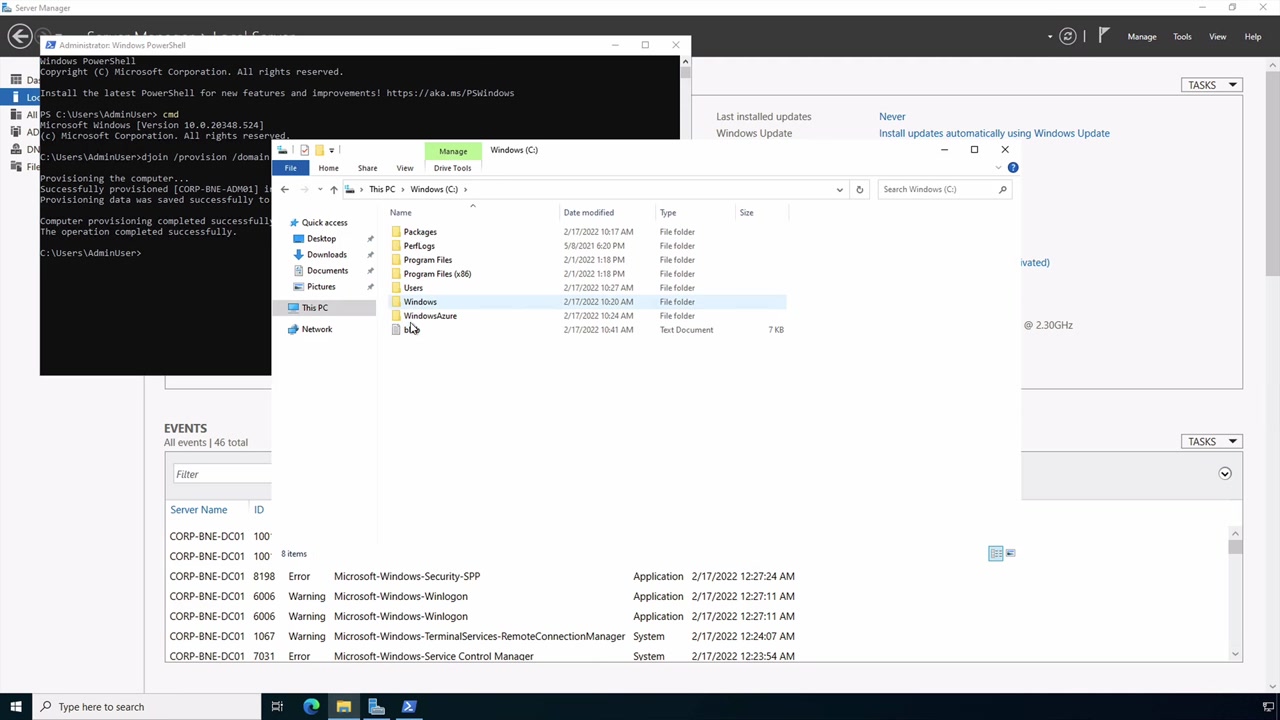 Server Manager
Manage
Tools
View
Help
Administrator: Windows PowerShell
Windows PowerShell
Copyright (C) Microsoft Corporation. All rights reserved.
Install the latest PowerShell for new features and improvements! https://aka.ms/PSWindows
PS C:\Users\AdminUser> cmd
Microsoft Windows [Version 10.0.20348.524]
(c) Microsoft Corporation. All rights reserved.
C:\Users\AdminUser>djoin /provision /domain
Provisioning the computer...
Successfully provisioned [CORP-BNE-ADM01] i
Provisioning data was saved successfully to
Computer provisioning completed successfully
The operation completed successfully.
C:\Users\AdminUser>
TASKS
Last installed updates Never
Windows Update Install updates automatically using Windows Update
Manage
Windows (C:)
File
Home
Share
View
Drive Tools
This PC > Windows (C:) >
Search Windows (C:)
Quick access
Desktop
Downloads
Documents
Pictures
This PC
Network
Name Date modified Type Size
Packages 2/17/2022 10:17 AM File folder
PerfLogs 5/8/2021 6:20 PM File folder
Program Files 2/1/2022 1:18 PM File folder
Program Files (x86) 2/1/2022 1:18 PM File folder
Users 2/17/2022 10:27 AM File folder
Windows 2/17/2022 10:20 AM File folder
WindowsAzure 2/17/2022 10:24 AM File folder
2/17/2022 10:41 AM Text Document 7 KB
8 items
ivated)
@ 2.30GHz
EVENTS
All events | 46 total
TASKS
Filter
Server Name ID
CORP-BNE-DC01 100
CORP-BNE-DC01 100
CORP-BNE-DC01 8198 Error Microsoft-Windows-Security-SPP Application 2/17/2022 12:27:24 AM
CORP-BNE-DC01 6006 Warning Microsoft-Windows-Winlogon Application 2/17/2022 12:27:11 AM
CORP-BNE-DC01 6006 Warning Microsoft-Windows-Winlogon Application 2/17/2022 12:27:11 AM
CORP-BNE-DC01 1067 Warning Microsoft-Windows-TerminalServices-RemoteConnectionManager System 2/17/2022 12:24:07 AM
CORP-BNE-DC01 7031 Error Microsoft-Windows-Service Control Manager System 2/17/2022 12:23:54 AM
Type here to search